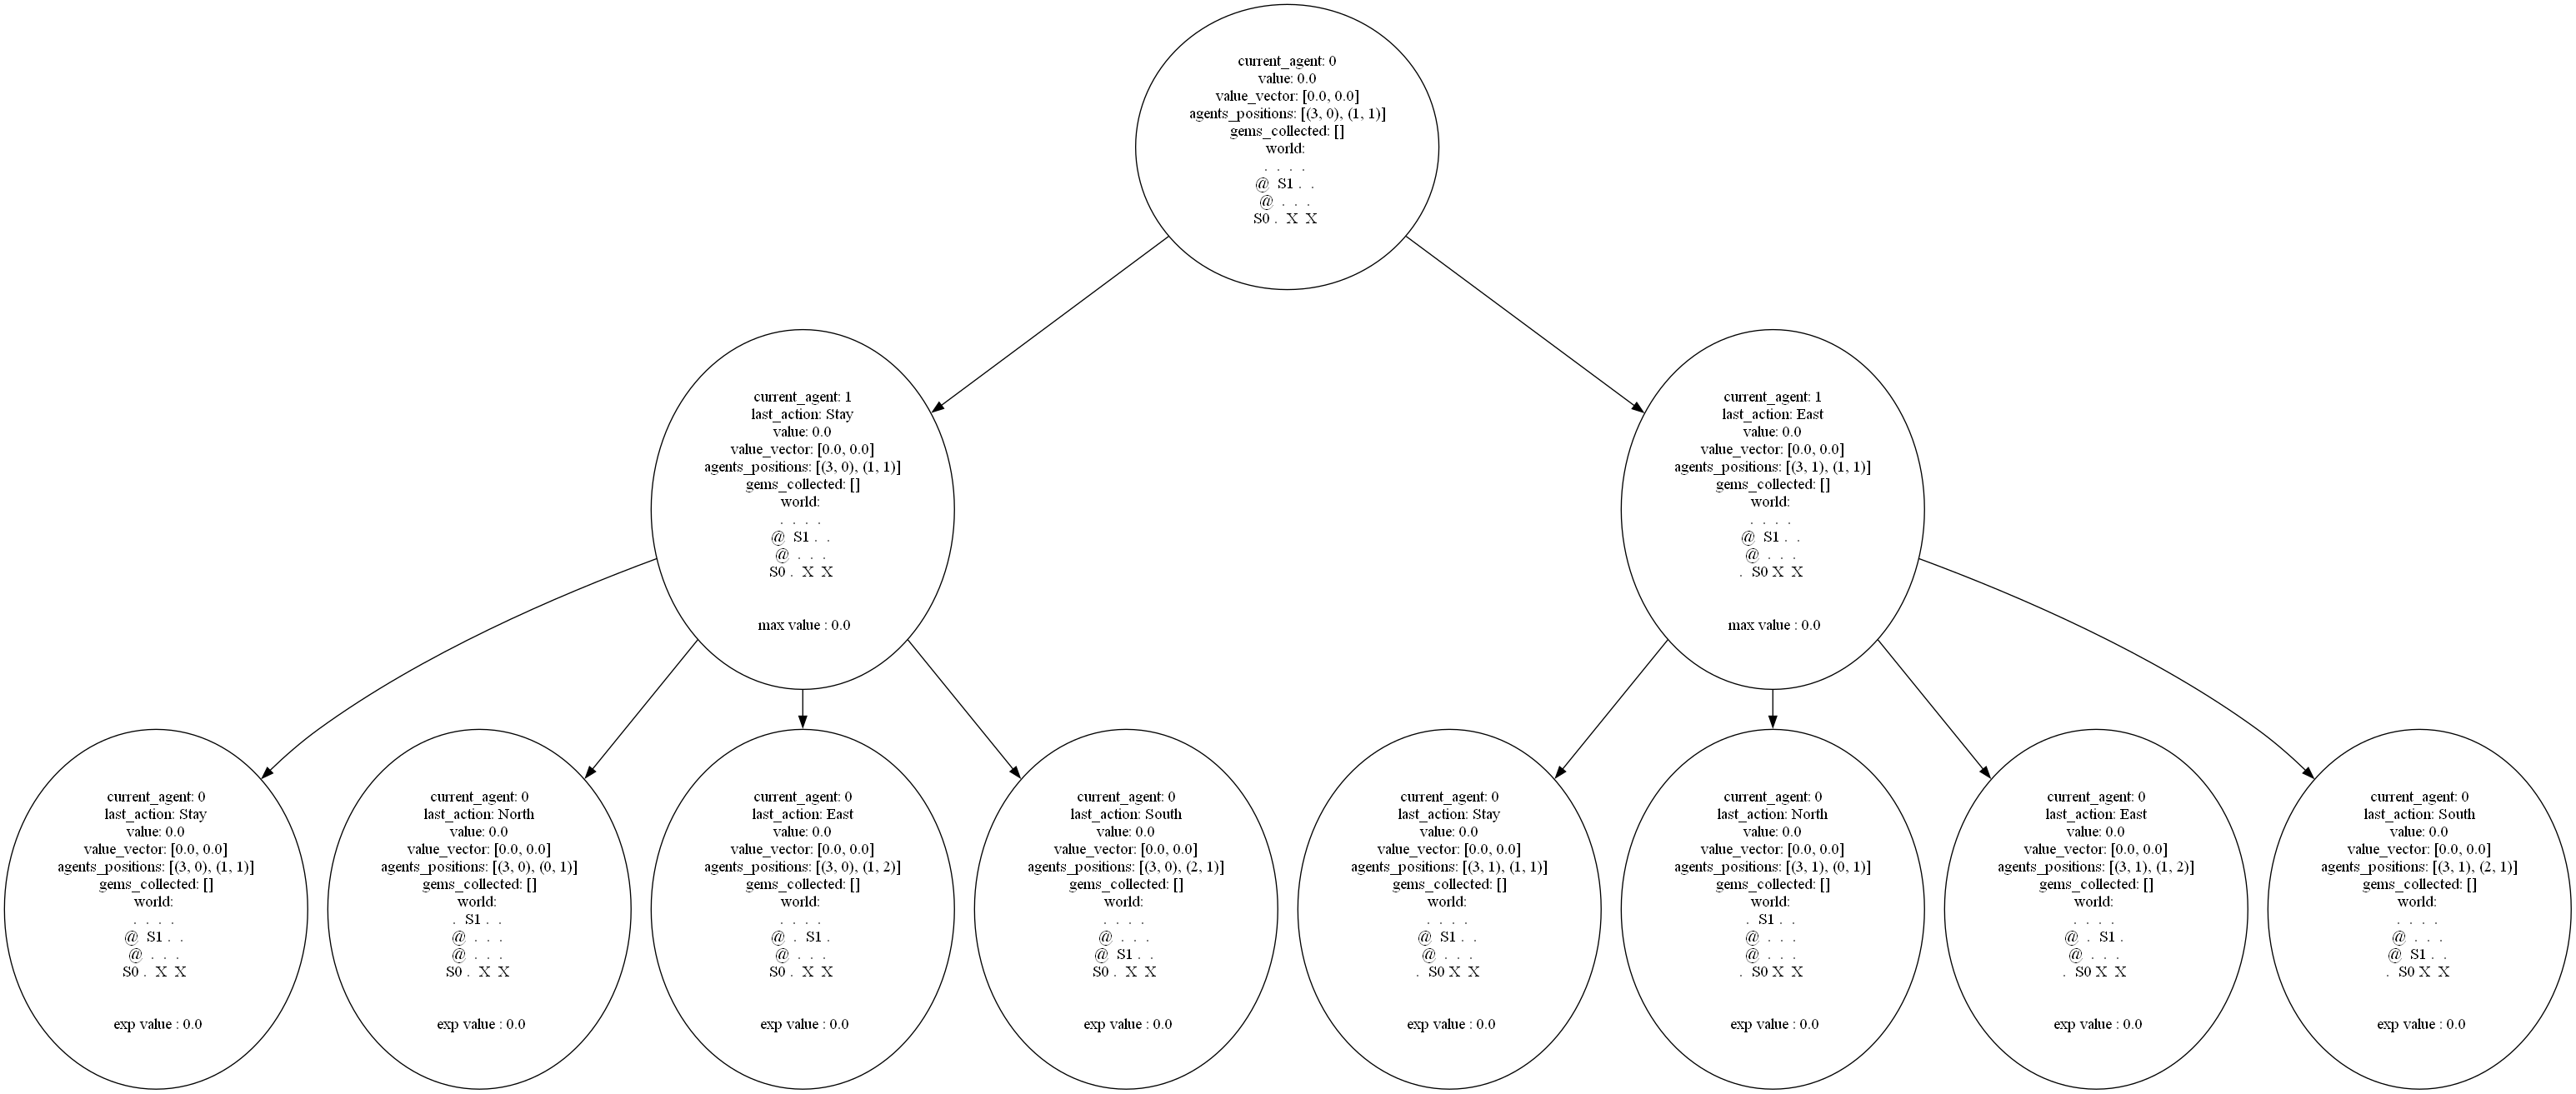 current_agent: 0
value: 0.0
value_vector: [0.0, 0.0]
agents_positions: [(3, 0), (1, 1)]
gems_collected: []
world:
. . . .
@ S1 . .
@ . . .
S0 . X X
current_agent: 1
last_action: Stay
value: 0.0
value_vector: [0.0, 0.0]
agents_positions: [(3, 0), (1, 1)]
gems_collected: []
world:
. . . .
@ S1 . .
@ . . .
S0 . X X
max value : 0.0
current_agent: 1
last_action: East
value: 0.0
value_vector: [0.0, 0.0]
agents_positions: [(3, 1), (1, 1)]
gems_collected: []
world:
. . . .
@ S1 . .
@ . . .
. S0 X X
max value : 0.0
current_agent: 0
last_action: Stay
value: 0.0
value_vector: [0.0, 0.0]
agents_positions: [(3, 0), (1, 1)]
gems_collected: []
world:
. . . .
@ S1 . .
@ . . .
S0 . X X
exp value : 0.0
current_agent: 0
last_action: North
value: 0.0
value_vector: [0.0, 0.0]
agents_positions: [(3, 0), (0, 1)]
gems_collected: []
world:
. S1 . .
@ . . .
@ . . .
S0 . X X
exp value : 0.0
current_agent: 0
last_action: East
value: 0.0
value_vector: [0.0, 0.0]
agents_positions: [(3, 0), (1, 2)]
gems_collected: []
world:
. . . .
@ . S1 .
@ . . .
S0 . X X
exp value : 0.0
current_agent: 0
last_action: South
value: 0.0
value_vector: [0.0, 0.0]
agents_positions: [(3, 0), (2, 1)]
gems_collected: []
world:
. . . .
@ . . .
@ S1 . .
S0 . X X
exp value : 0.0
current_agent: 0
last_action: Stay
value: 0.0
value_vector: [0.0, 0.0]
agents_positions: [(3, 1), (1, 1)]
gems_collected: []
world:
. . . .
@ S1 . .
@ . . .
. S0 X X
exp value : 0.0
current_agent: 0
last_action: North
value: 0.0
value_vector: [0.0, 0.0]
agents_positions: [(3, 1), (0, 1)]
gems_collected: []
world:
. S1 . .
@ . . .
@ . . .
. S0 X X
exp value : 0.0
current_agent: 0
last_action: East
value: 0.0
value_vector: [0.0, 0.0]
agents_positions: [(3, 1), (1, 2)]
gems_collected: []
world:
. . . .
@ . S1 .
@ . . .
. S0 X X
exp value : 0.0
current_agent: 0
last_action: South
value: 0.0
value_vector: [0.0, 0.0]
agents_positions: [(3, 1), (2, 1)]
gems_collected: []
world:
. . . .
@ . . .
@ S1 . .
. S0 X X
exp value : 0.0